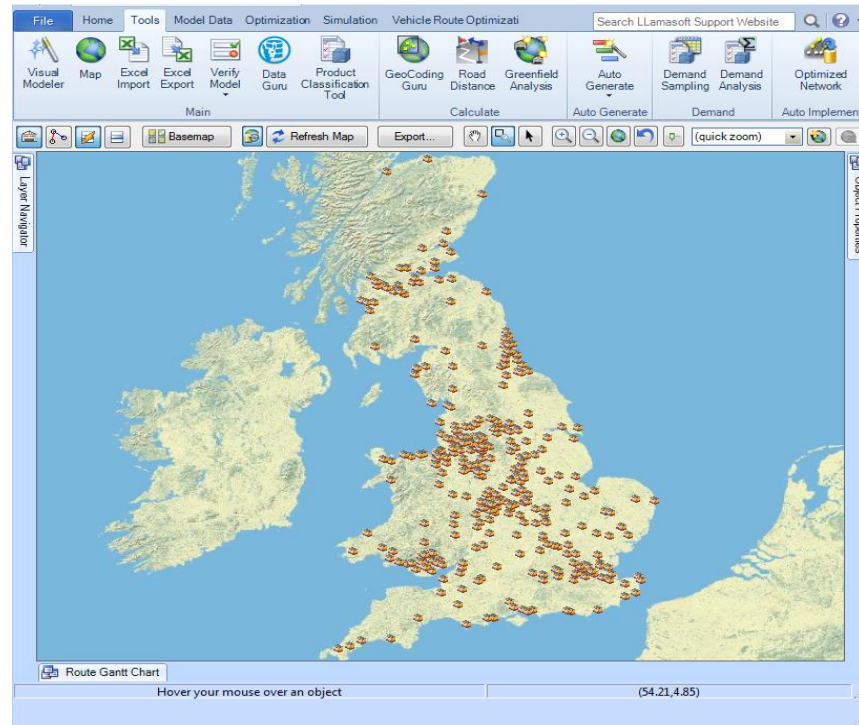 File Home Tools Model Data Optimization Simulation Vehicle Route Optimizati Search LLamasoft Support Website
Visual Modeler Map Excel Import Excel Export Verify Model Data Guru Product Classification Tool GeoCoding Guru Road Distance Greenfield Analysis Auto Generate Demand Sampling Demand Analysis Optimized Network
Main Calculate Auto Generate Demand Auto Implemen
Basemap Refresh Map Export... (quick zoom)
Layer Navigator
Object Properties
Route Gantt Chart
Hover your mouse over an object (54.21,4.85)